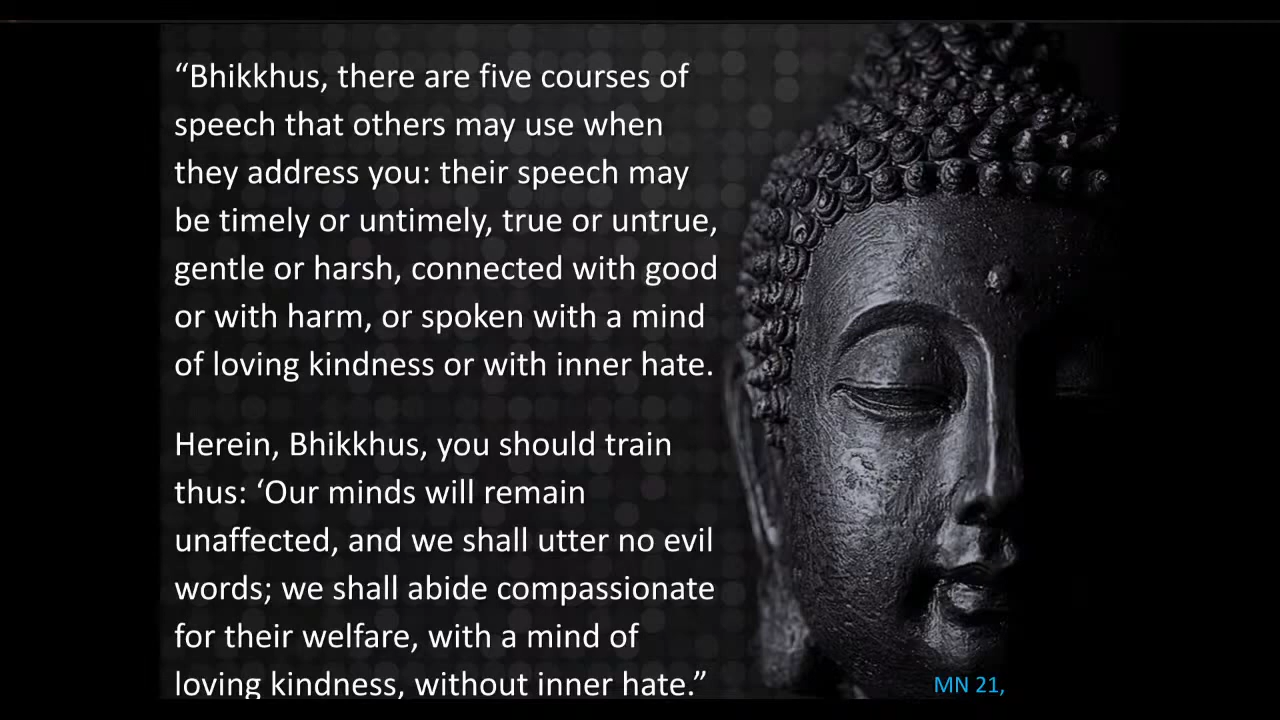 “Bhikkhus, there are five courses of
speech that others may use when
they address you: their speech may
be timely or untimely, true or untrue,
gentle or harsh, connected with good
or with harm, or spoken with a mind
of loving kindness or with inner hate.
Herein, Bhikkhus, you should train
thus: ‘Our minds will remain
unaffected, and we shall utter no evil
words; we shall abide compassionate
for their welfare, with a mind of
loving kindness, without inner hate.”
MN 21,